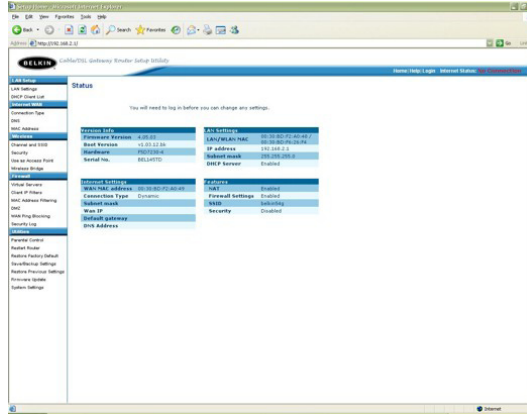 File Edit View Favorites Tools Help
Back Search Favorites
Address http://192.168.2.1/
BELKIN Cable/DSL Gateway Router Setup Utility
Home|Help|Login Internet Status:
LAN Setup
LAN Settings
DHCP Client List
Internet WAN
Connection Type
DNS
MAC Address
Wireless
Channel and SSID
Security
Use as Access Point
Wireless Bridge
Firewall
Virtual Servers
Client IP Filters
MAC Address Filtering
DMZ
WAN Ping Blocking
Security Log
Utilities
Parental Control
Restart Router
Restore Factory Default
Save/Backup Settings
Restore Previous Settings
Firmware Update
System Settings
Status
You will need to log in before you can change any settings.
Version Info
Firmware Version
Boot Version
Hardware
Serial No.
LAN Settings
LAN/WLAN MAC
IP address 192.168.2.1
Subnet mask 255.255.255.0
DHCP Server Enabled
Internet Settings
WAN MAC address
Connection Type Dynamic
Subnet mask
Wan IP
Default gateway
DNS Address
Features
NAT Enabled
Firewall Settings Enabled
SSID
Security Disabled
Internet